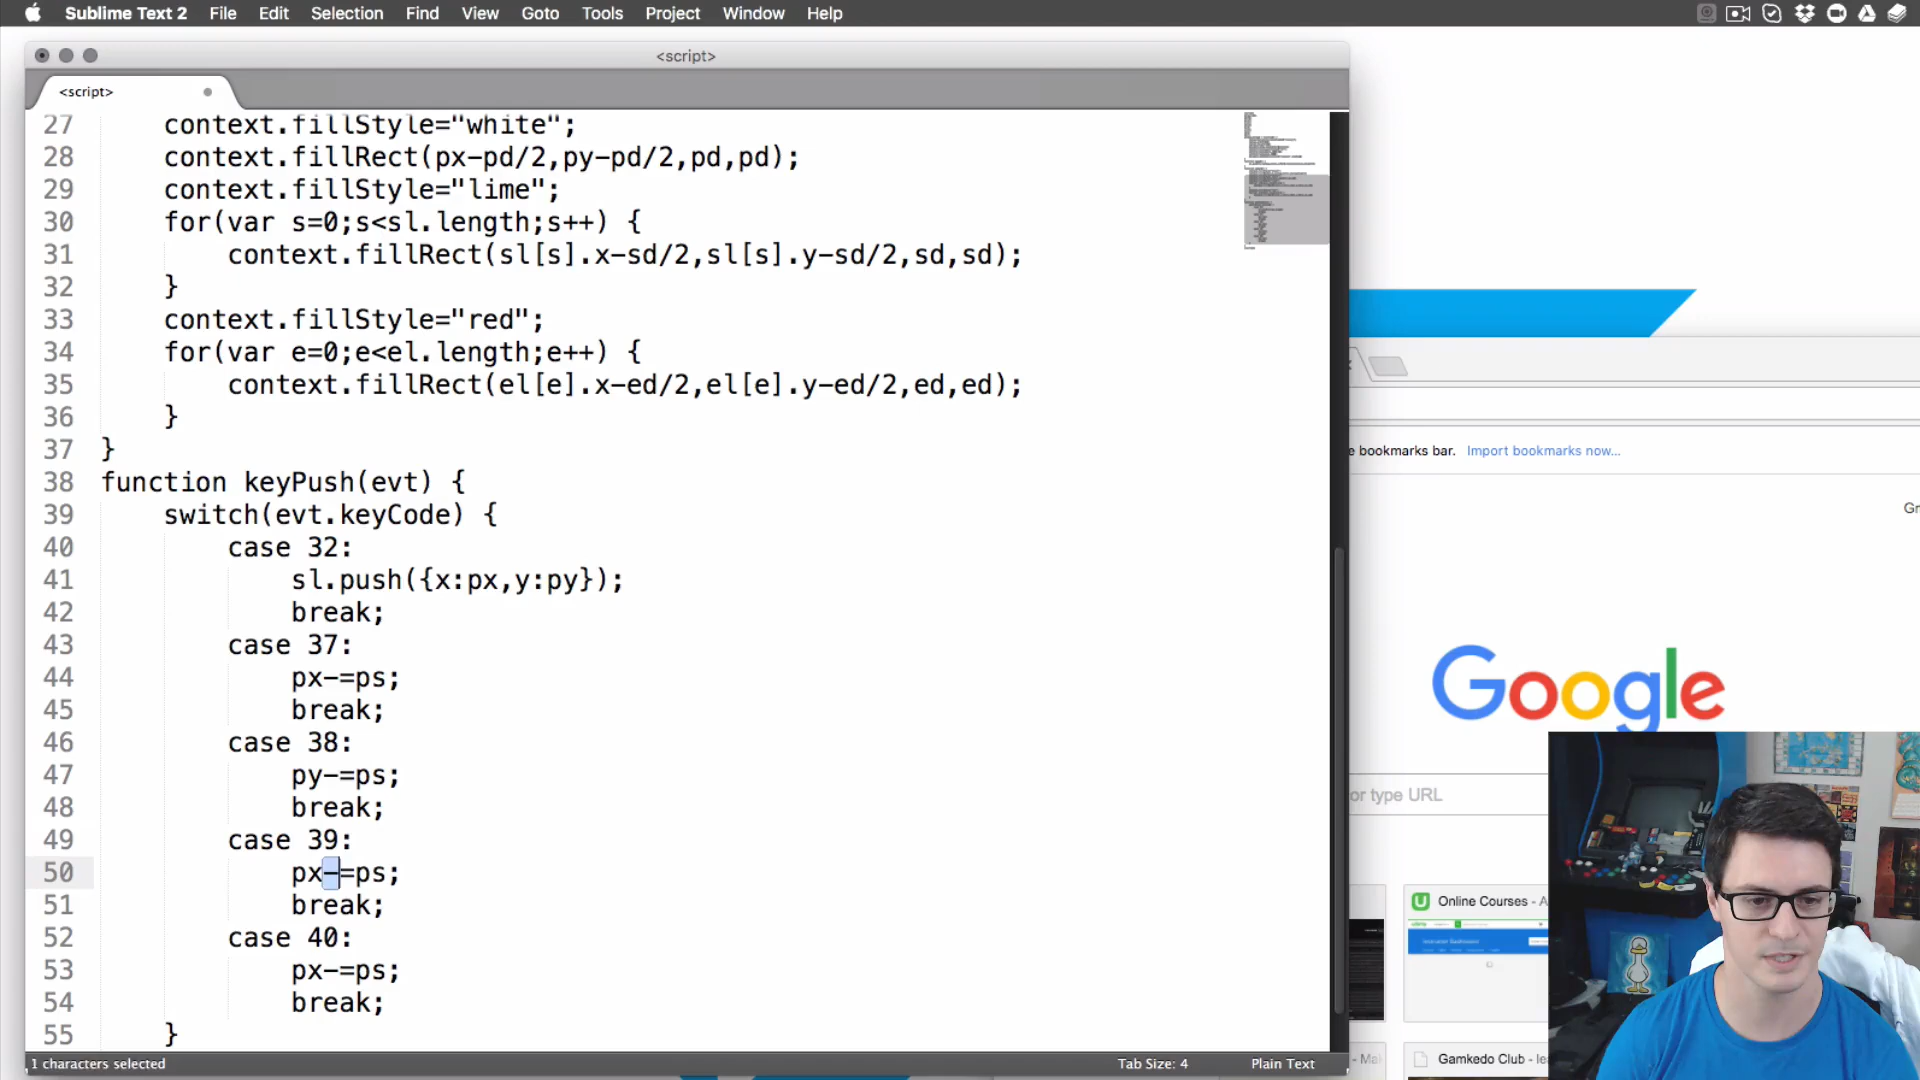 Sublime Text 2 File Edit Selection Find View Goto Tools Project Window Help
<script>
<script>
27 context.fillStyle="white";
28 context.fillRect(px-pd/2,py-pd/2,pd,pd);
29 context.fillStyle="lime";
30 for(var s=0;s<sl.length;s++) {
31 context.fillRect(sl[s].x-sd/2,sl[s].y-sd/2,sd,sd);
32 }
33 context.fillStyle="red";
34 for(var e=0;e<el.length;e++) {
35 context.fillRect(el[e].x-ed/2,el[e].y-ed/2,ed,ed);
36 }
37 }
38 function keyPush(evt) {
39 switch(evt.keyCode) {
40 case 32:
41 sl.push({x:px,y:py});
42 break;
43 case 37:
44 px-=ps;
45 break;
46 case 38:
47 py-=ps;
48 break;
49 case 39:
50 px-=ps;
51 break;
52 case 40:
53 px-=ps;
54 break;
55 }
1 characters selected
Tab Size: 4 Plain Text
e bookmarks bar. Import bookmarks now...
Gr
Google
or type URL
Online Courses - A
Gamkedo Club - le